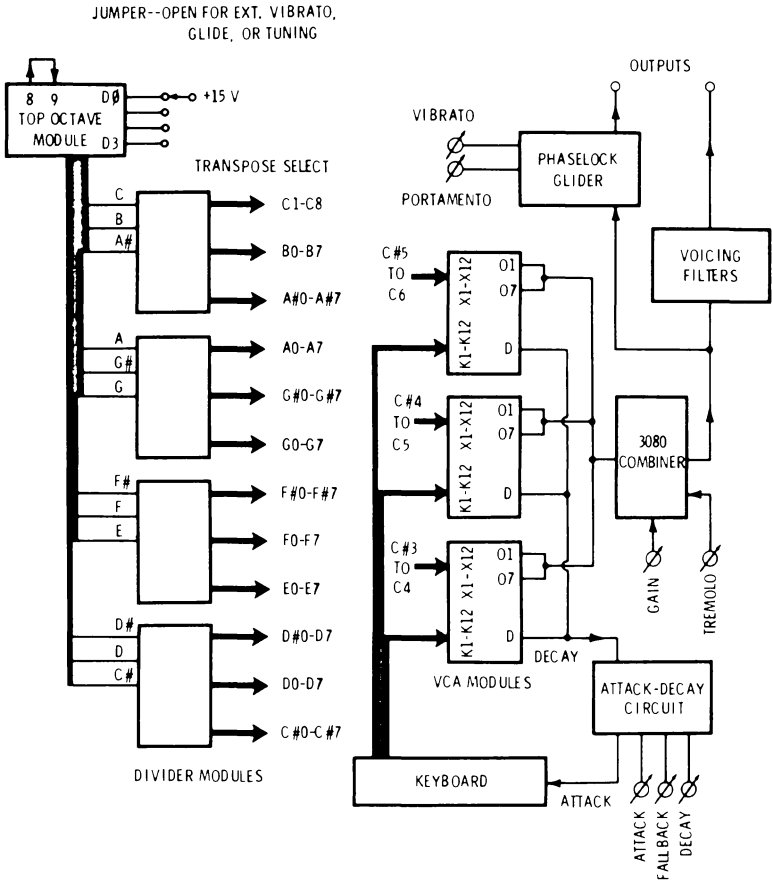 JUMPER--OPEN FOR EXT. VIBRATO,
GLIDE, OR TUNING
8 9 DØ
TOP OCTAVE
MODULE D3
+15 V
TRANSPOSE SELECT
C
B
A#
C1-C8
B0-B7
A#0-A#7
A
G#
G
A0-A7
G#0-G#7
G0-G7
F#
F
E
F#0-F#7
F0-F7
E0-E7
D#
D
C#
D#0-D7
D0-D7
C#0-C#7
DIVIDER MODULES
OUTPUTS
VIBRATO
PORTAMENTO
PHASELOCK
GLIDER
VOICING
FILTERS
C#5
TO
C6
X1-X12
K1-K12
O1
O7
D
C#4
TO
C5
X1-X12
K1-K12
O1
O7
D
C#3
TO
C4
X1-X12
K1-K12
O1
O7
D
3080
COMBINER
GAIN
TREMOLO
VCA MODULES
DECAY
ATTACK-DECAY
CIRCUIT
KEYBOARD
ATTACK
ATTACK
FALLBACK
DECAY